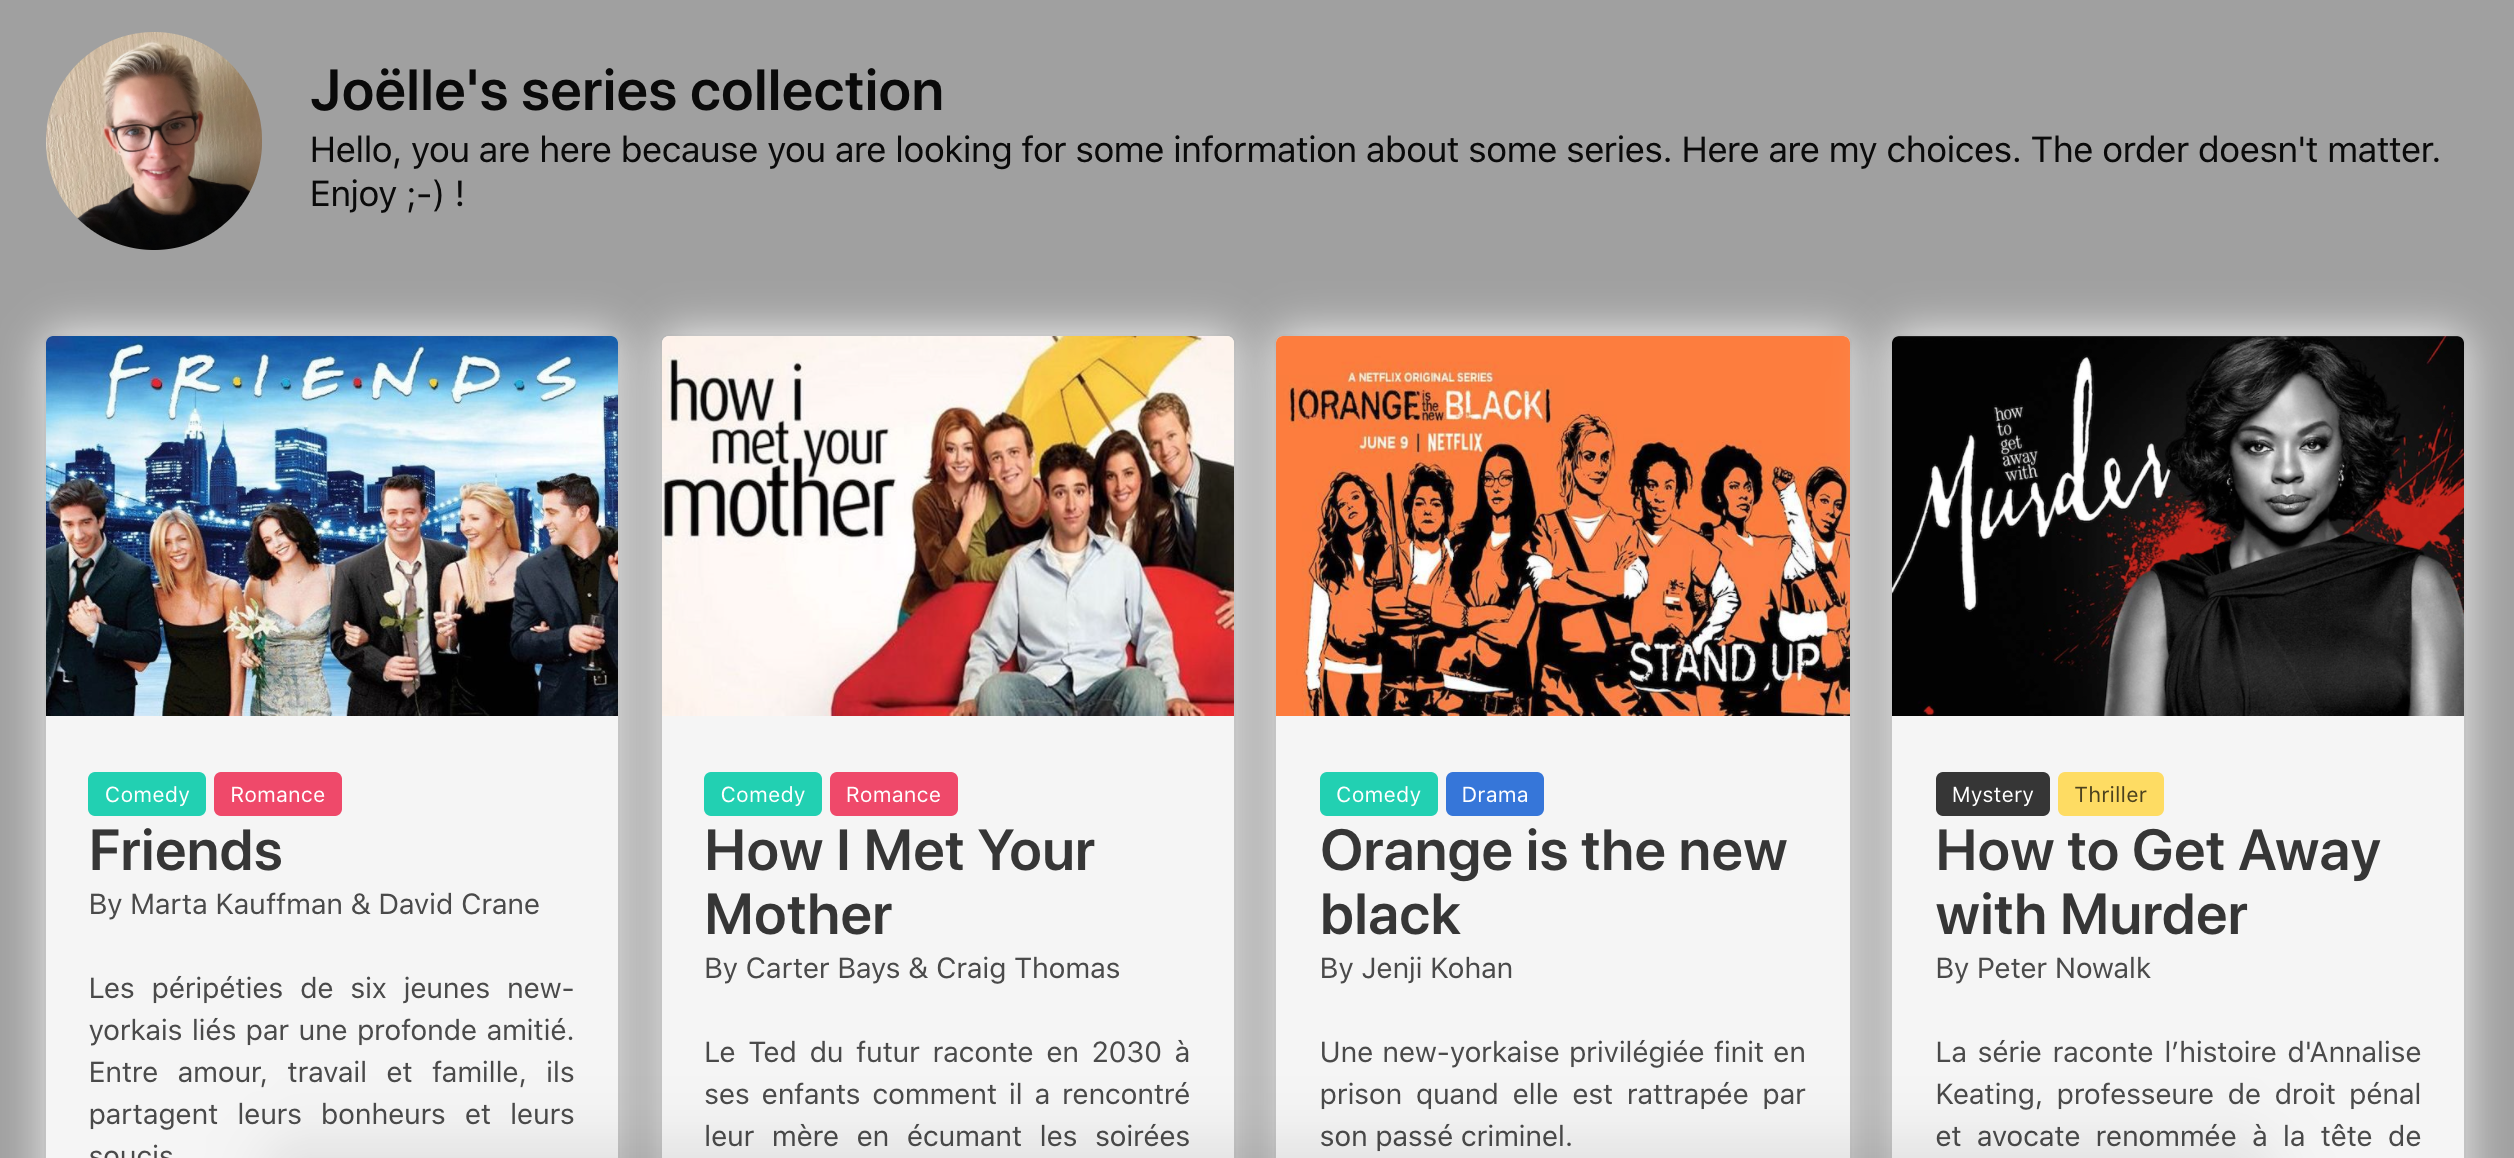 Joëlle's series collection
Hello, you are here because you are looking for some information about some series. Here are my choices. The order doesn't matter.
Enjoy ;-) !
F·R·I·E·N·D·S
Comedy Romance
Friends
By Marta Kauffman & David Crane
Les péripéties de six jeunes new-
yorkais liés par une profonde amitié.
Entre amour, travail et famille, ils
partagent leurs bonheurs et leurs
soucis
how i
met your
mother
Comedy Romance
How I Met Your
Mother
By Carter Bays & Craig Thomas
Le Ted du futur raconte en 2030 à
ses enfants comment il a rencontré
leur mère en écumant les soirées
A NETFLIX ORIGINAL SERIES
ORANGE is the new BLACK
JUNE 9 | NETFLIX
STAND UP
Comedy Drama
Orange is the new
black
By Jenji Kohan
Une new-yorkaise privilégiée finit en
prison quand elle est rattrapée par
son passé criminel.
how
to
get
away
with
Murder
Mystery Thriller
How to Get Away
with Murder
By Peter Nowalk
La série raconte l’histoire d'Annalise
Keating, professeure de droit pénal
et avocate renommée à la tête de